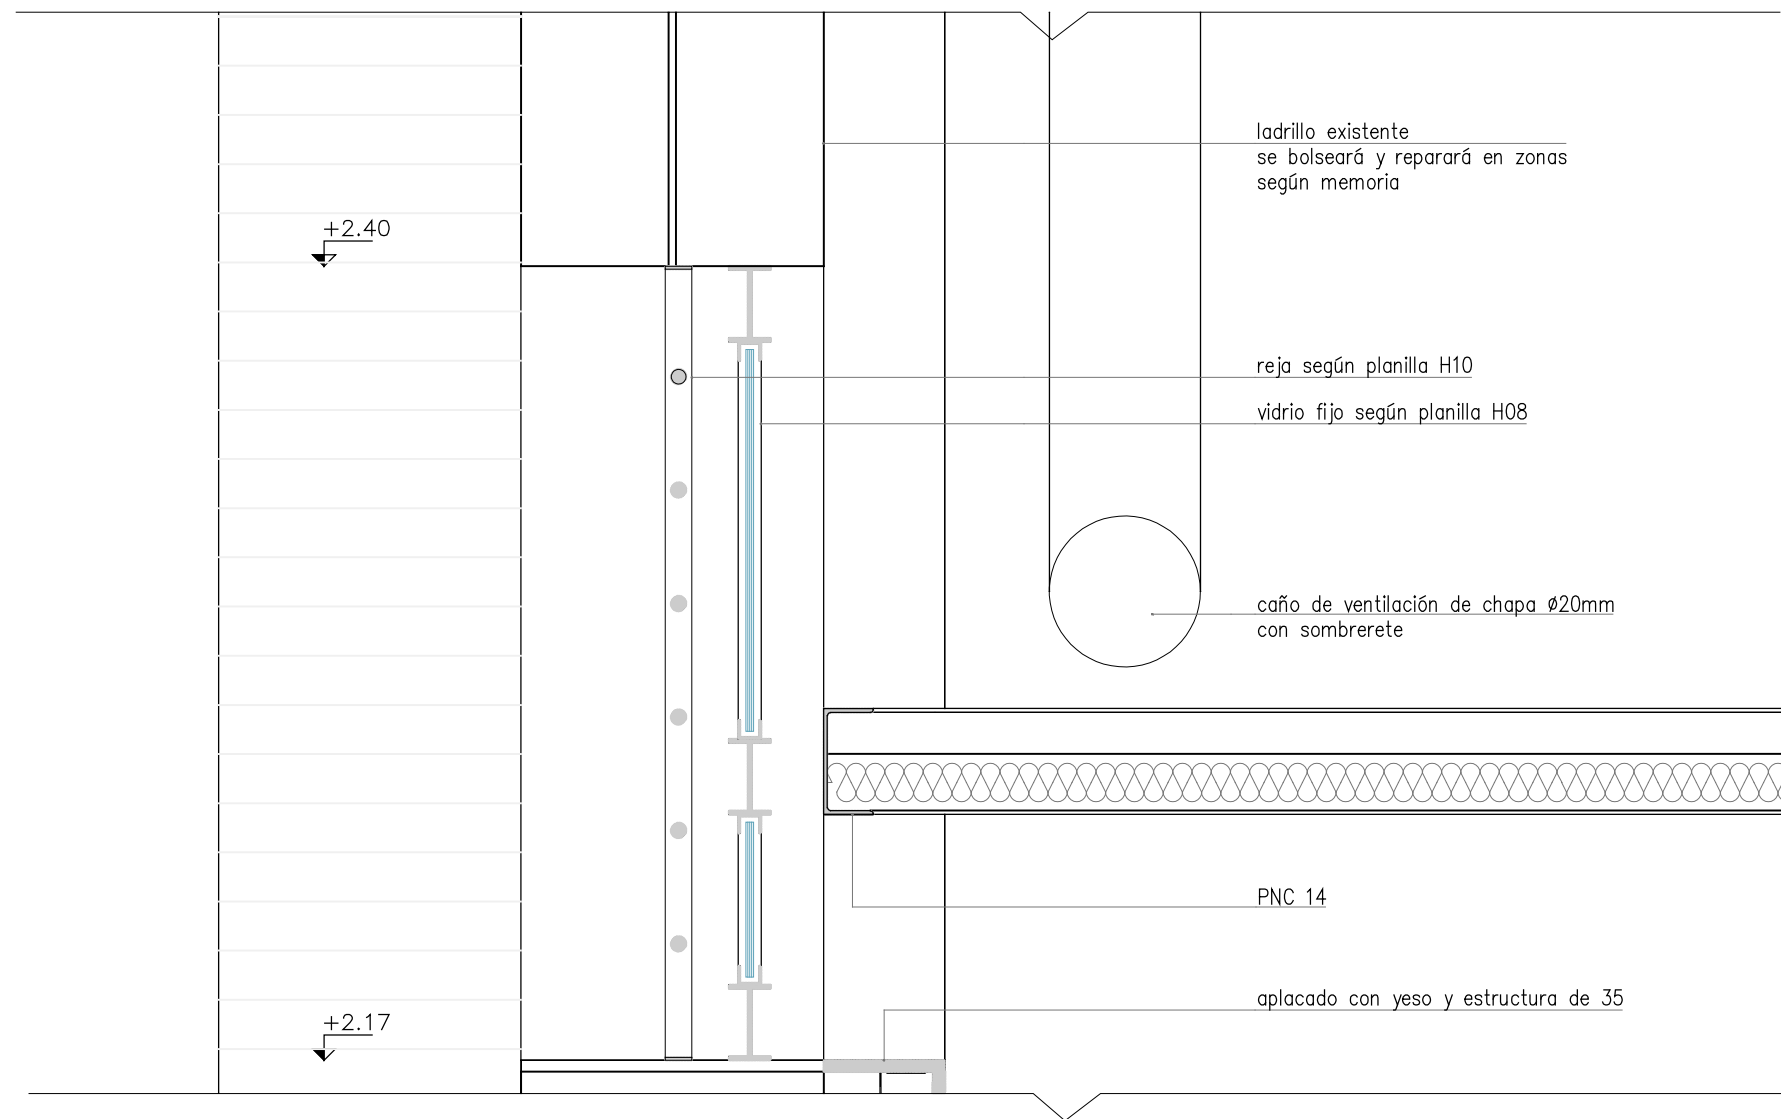 ladrillo existente
se bolseará y reparará en zonas
según memoria
+2.40
reja según planilla H10
vidrio fijo según planilla H08
caño de ventilación de chapa Ø20mm
con sombrerete
PNC 14
aplacado con yeso y estructura de 35
+2.17